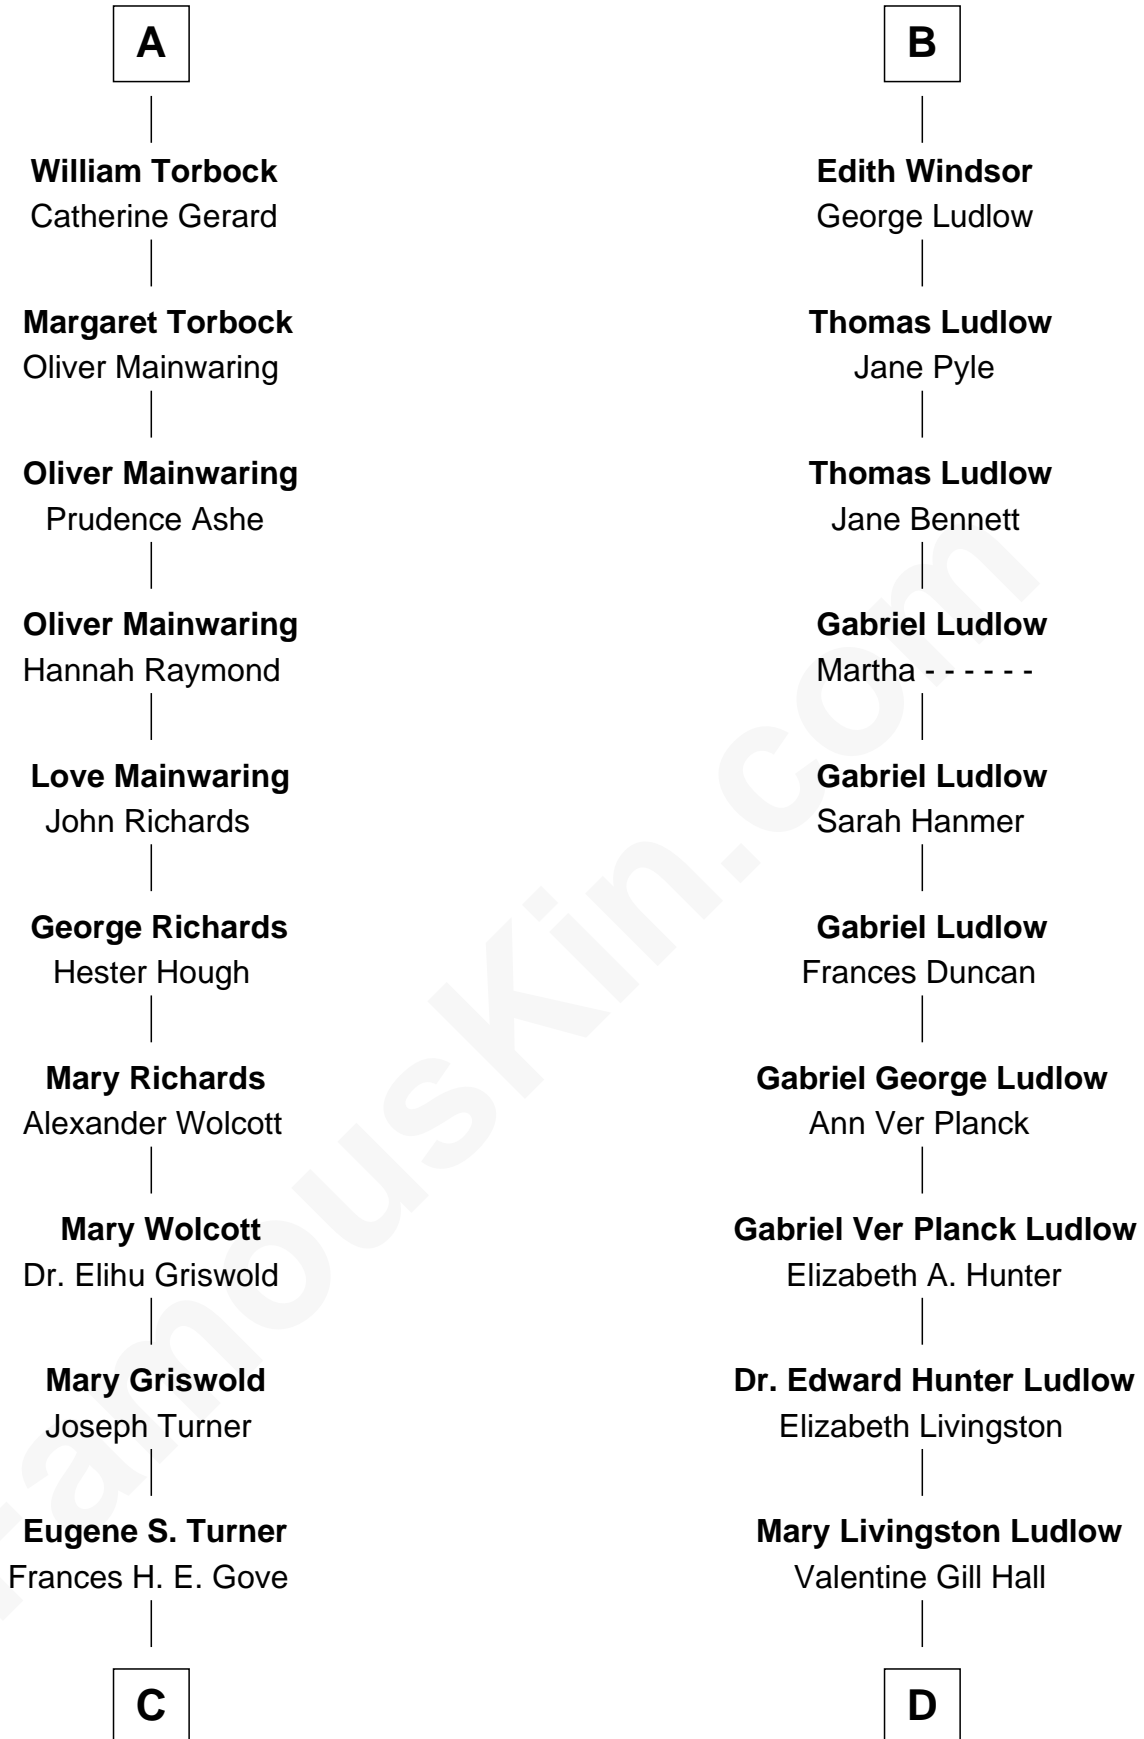 A
William Torbock
Catherine Gerard
Margaret Torbock
Oliver Mainwaring
Oliver Mainwaring
Prudence Ashe
Oliver Mainwaring
Hannah Raymond
Love Mainwaring
John Richards
George Richards
Hester Hough
Mary Richards
Alexander Wolcott
Mary Wolcott
Dr. Elihu Griswold
Mary Griswold
Joseph Turner
Eugene S. Turner
Frances H. E. Gove
C
B
Edith Windsor
George Ludlow
Thomas Ludlow
Jane Pyle
Thomas Ludlow
Jane Bennett
Gabriel Ludlow
Martha - - - - - -
Gabriel Ludlow
Sarah Hanmer
Gabriel Ludlow
Frances Duncan
Gabriel George Ludlow
Ann Ver Planck
Gabriel Ver Planck Ludlow
Elizabeth A. Hunter
Dr. Edward Hunter Ludlow
Elizabeth Livingston
Mary Livingston Ludlow
Valentine Gill Hall
D
FamousKin.com